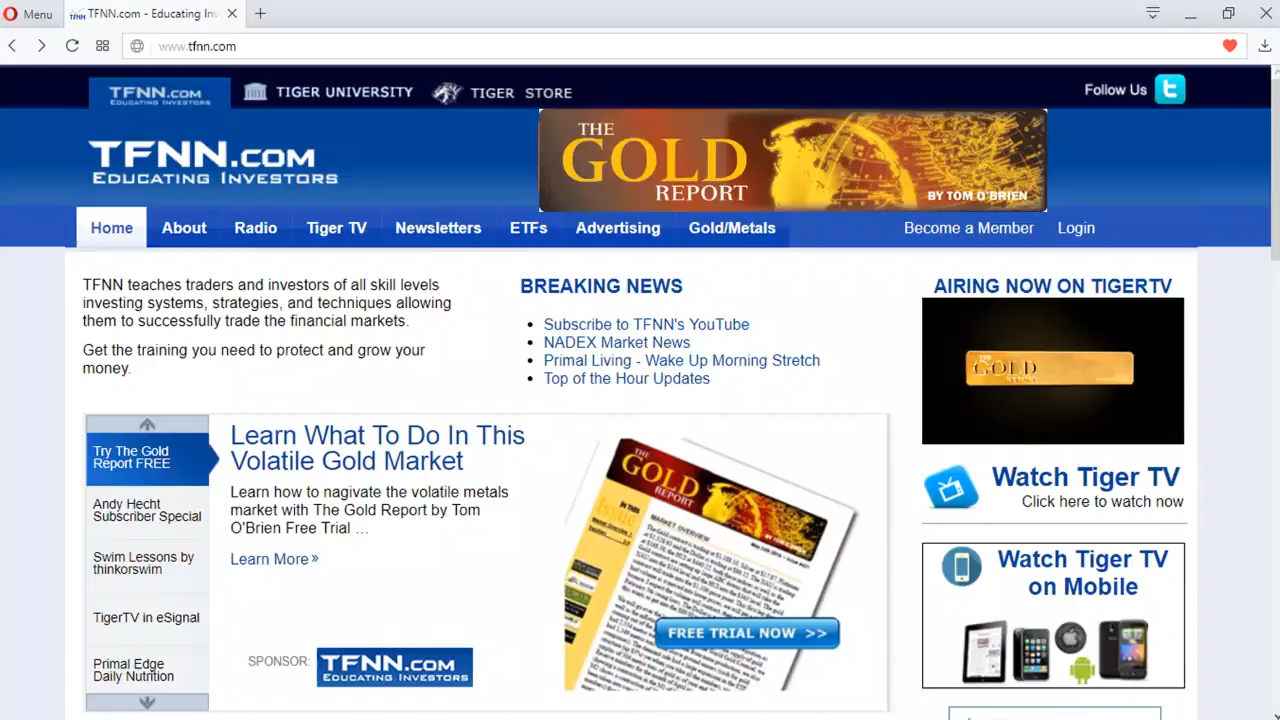 Menu
TFNN.com - Educating In
www.tfnn.com
TFNN.COM
EDUCATING INVESTORS
TIGER UNIVERSITY
TIGER STORE
Follow Us
TFNN.COM
EDUCATING INVESTORS
THE
GOLD
REPORT
BY TOM O'BRIEN
Home
About
Radio
Tiger TV
Newsletters
ETFs
Advertising
Gold/Metals
Become a Member
Login
TFNN teaches traders and investors of all skill levels
investing systems, strategies, and techniques allowing
them to successfully trade the financial markets.
Get the training you need to protect and grow your
money.
BREAKING NEWS
Subscribe to TFNN's YouTube
NADEX Market News
Primal Living - Wake Up Morning Stretch
Top of the Hour Updates
AIRING NOW ON TIGERTV
THE
GOLD
Watch Tiger TV
Click here to watch now
Watch Tiger TV
on Mobile
Try The Gold
Report FREE
Andy Hecht
Subscriber Special
Swim Lessons by
thinkorswim
TigerTV in eSignal
Primal Edge
Daily Nutrition
Learn What To Do In This
Volatile Gold Market
Learn how to nagivate the volatile metals
market with The Gold Report by Tom
O'Brien Free Trial ...
Learn More »
SPONSOR:
TFNN.COM
EDUCATING INVESTORS
THE
GOLD
REPORT
MARKET OVERVIEW
FREE TRIAL NOW >>